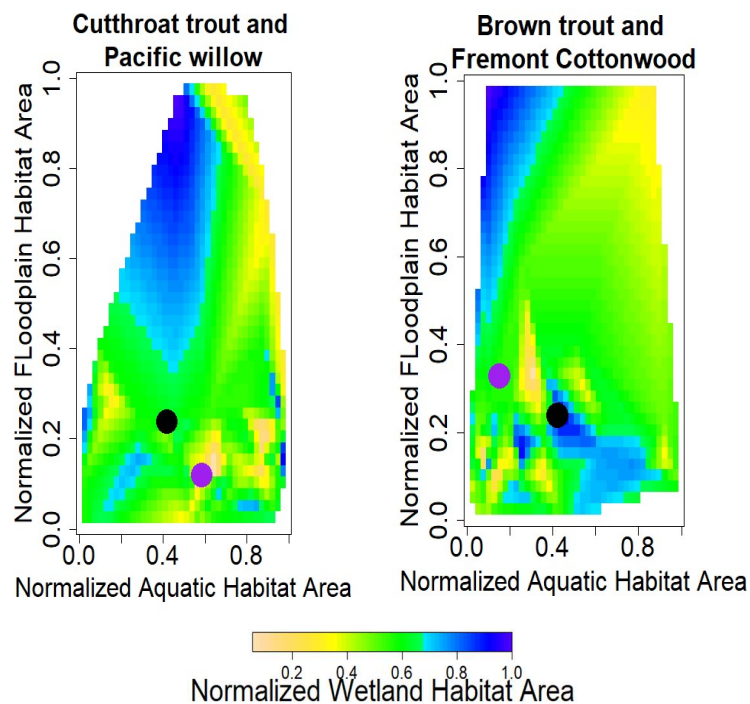 Cutthroat trout and
Pacific willow
Brown trout and
Fremont Cottonwood
Normalized FLoodplain Habitat Area
0.0 0.2 0.4 0.6 0.8 1.0
0.0 0.4 0.8
Normalized Aquatic Habitat Area
Normalized FLoodplain Habitat Area
0.0 0.2 0.4 0.6 0.8 1.0
0.0 0.4 0.8
Normalized Aquatic Habitat Area
0.2 0.4 0.6 0.8 1.0
Normalized Wetland Habitat Area